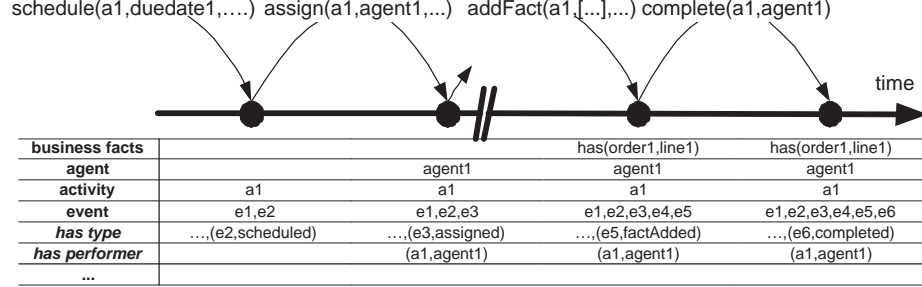 schedule(a1,duedate1,….) assign(a1,agent1,...) addFact(a1,[...],...) complete(a1,agent1)
time
business facts has(order1,line1) has(order1,line1)
agent agent1 agent1 agent1
activity a1 a1 a1 a1
event e1,e2 e1,e2,e3 e1,e2,e3,e4,e5 e1,e2,e3,e4,e5,e6
has type …,(e2,scheduled) …,(e3,assigned) …,(e5,factAdded) …,(e6,completed)
has performer (a1,agent1) (a1,agent1) (a1,agent1)
...